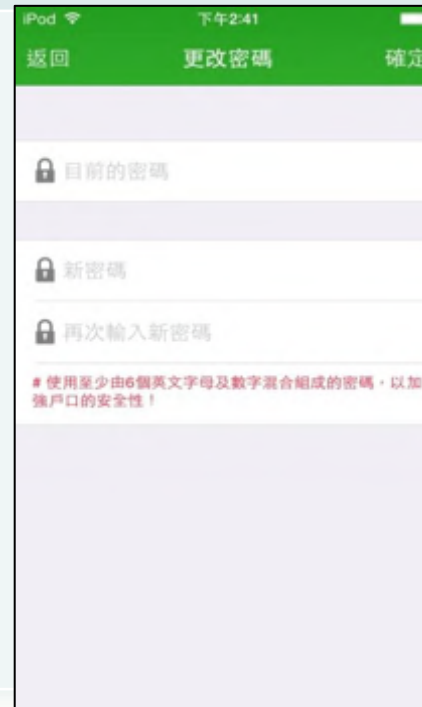 iPod 下午2:41
返回 更改密碼 確定
目前的密碼
新密碼
再次輸入新密碼
# 使用至少由6個英文字母及數字混合組成的密碼，以加
強戶口的安全性！